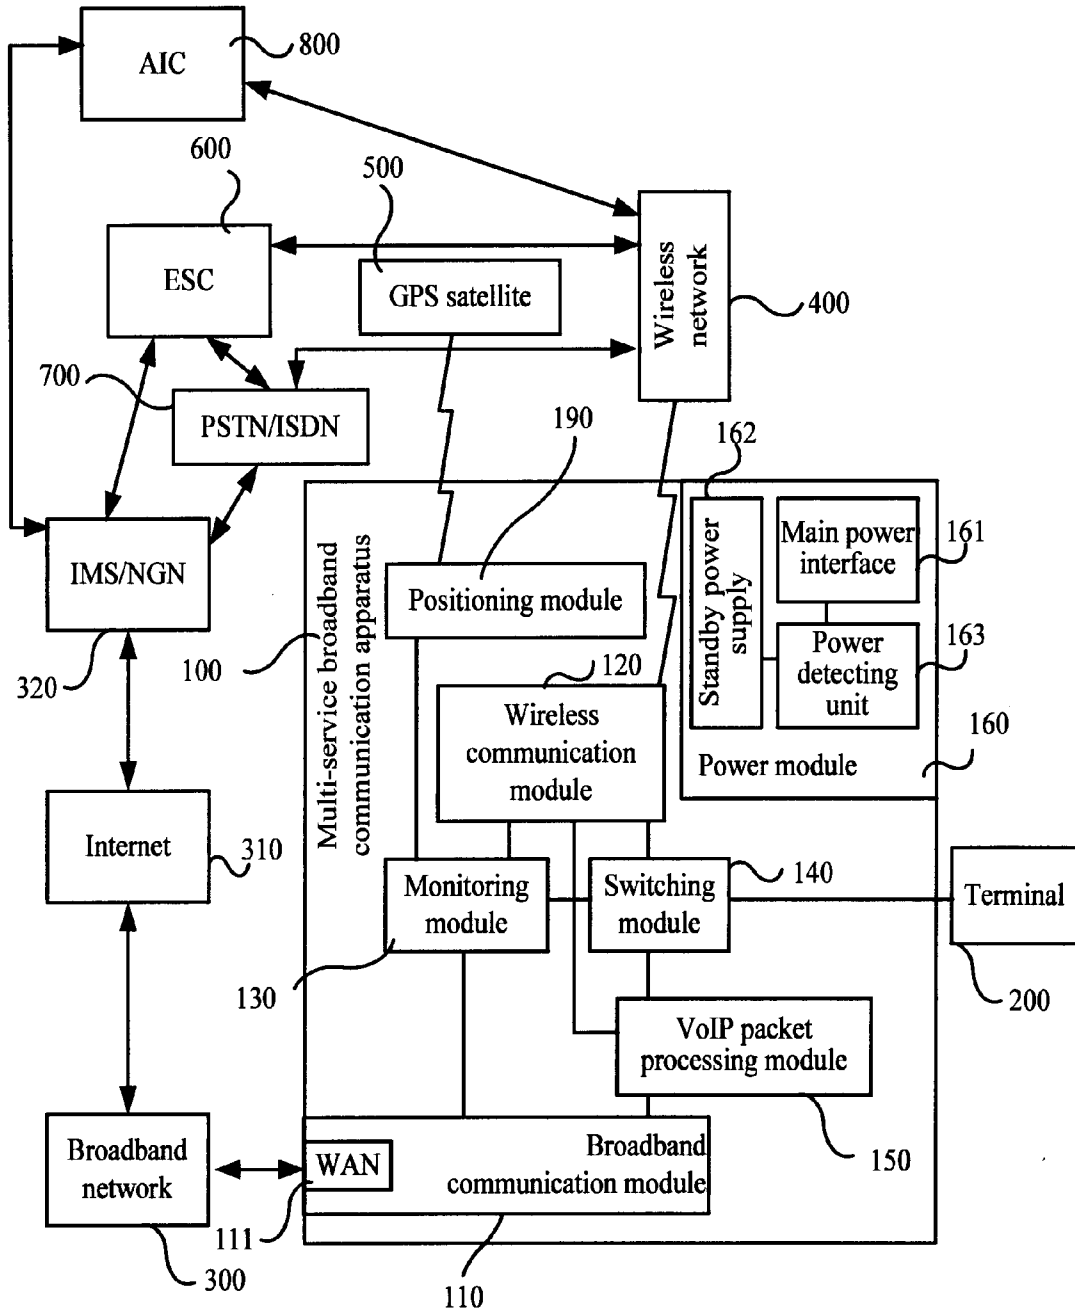 AIC
800
600
500
ESC
GPS satellite
Wireless
network
400
700
PSTN/ISDN
190
162
IMS/NGN
320
100
Multi-service broadband
communication apparatus
Positioning module
Standby power
supply
Main power
interface
161
Power
detecting
unit
163
160
Power module
120
Wireless
communication
module
Internet
310
Monitoring
module
130
Switching
module
140
Terminal
200
VoIP packet
processing module
150
Broadband
network
300
WAN
111
Broadband
communication module
110